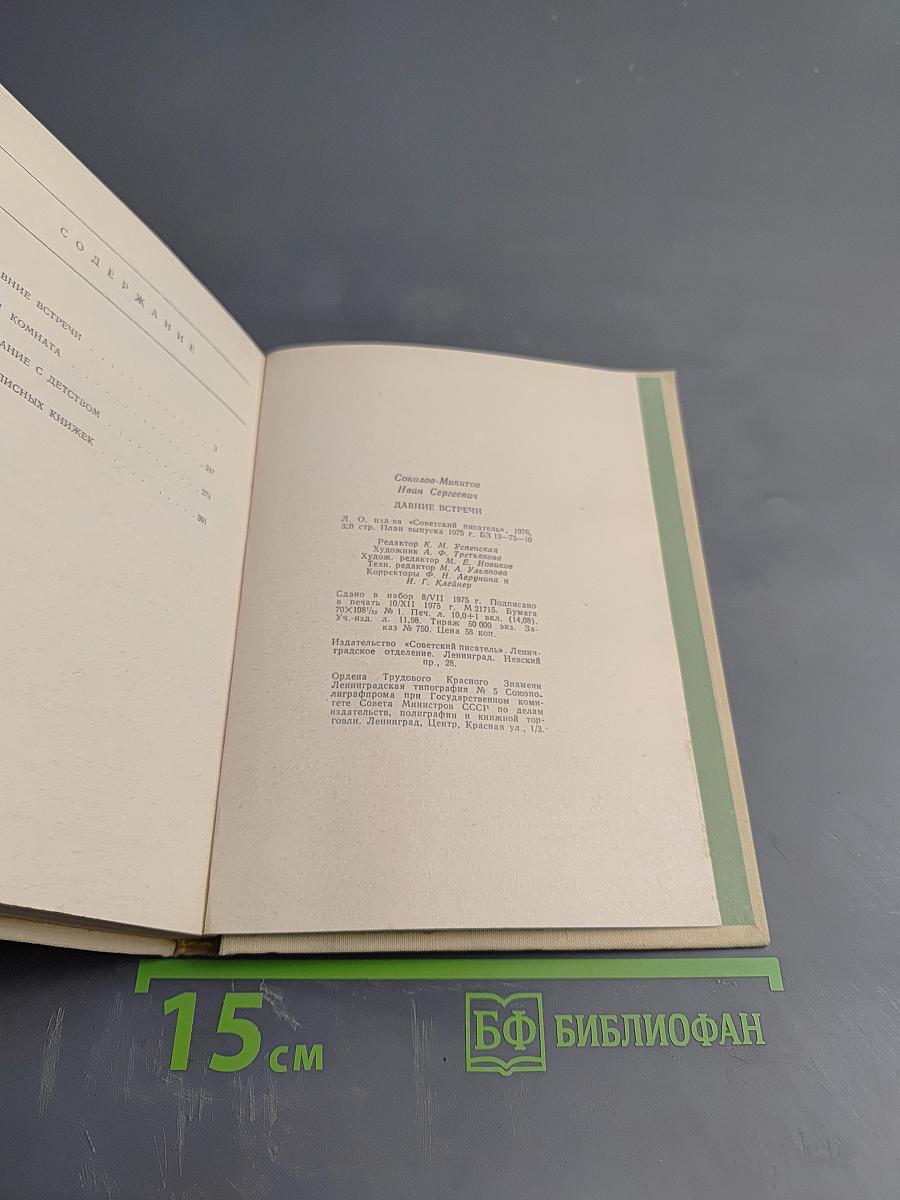 СОДЕРЖАНИЕ
ВСТРЕЧИ
3
КОМНАТА
247
С ДЕТСТВОМ
274
КНИЖЕК
301
Соколов-Микитов
Иван Сергеевич
ДАВНИЕ ВСТРЕЧИ
Л. О. изд-ва «Советский писатель», 1976,
320 стр. План выпуска 1975 г. БЗ 13—75—10
Редактор К. М. Успенская
Художник А. Ф. Третьякова
Худож. редактор М. Е. Новиков
Техн. редактор М. А. Ульянова
Корректоры Ф. Н. Аврунина и
И. Г. Клейнер
Сдано в набор 8/VII 1975 г. Подписано
в печать 10/XII 1975 г. М 21715. Бумага
70×108¹/₃₂ № 1. Печ. л. 10,0+1 вкл. (14,08).
Уч.-изд. л. 11,98. Тираж 50 000 экз. За-
каз № 750. Цена 58 коп.
Издательство «Советский писатель». Ленин-
градское отделение. Ленинград. Невский
пр., 28.
Ордена Трудового Красного Знамени
Ленинградская типография № 5 Союзпо-
лиграфпрома при Государственном коми-
тете Совета Министров СССР по делам
издательств, полиграфии и книжной тор-
говли. Ленинград, Центр, Красная ул., 1/3.
15 см
БФ БИБЛИОФАН